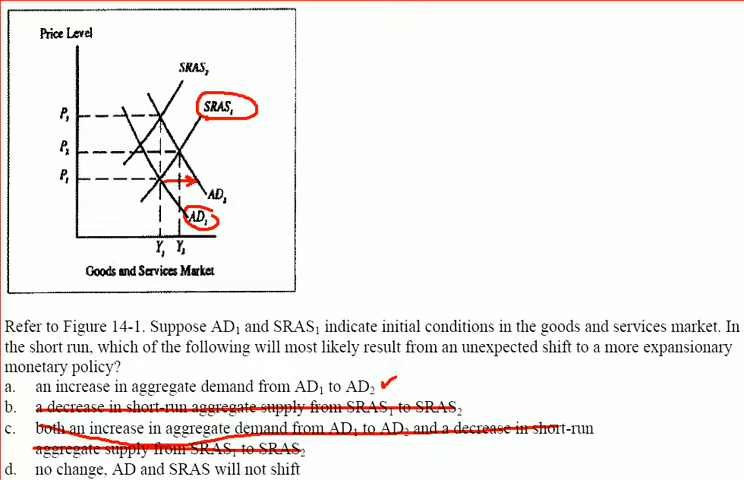 Price Level
SRAS₂
SRAS₁
P₃
P₂
P₁
AD₂
AD₁
Y₁ Y₂
Goods and Services Market
Refer to Figure 14-1. Suppose AD₁ and SRAS₁ indicate initial conditions in the goods and services market. In
the short run, which of the following will most likely result from an unexpected shift to a more expansionary
monetary policy?
a. an increase in aggregate demand from AD₁ to AD₂
b. a decrease in short-run aggregate supply from SRAS₁ to SRAS₂
c. both an increase in aggregate demand from AD₁ to AD₂ and a decrease in short-run
aggregate supply from SRAS₁ to SRAS₂
d. no change, AD and SRAS will not shift